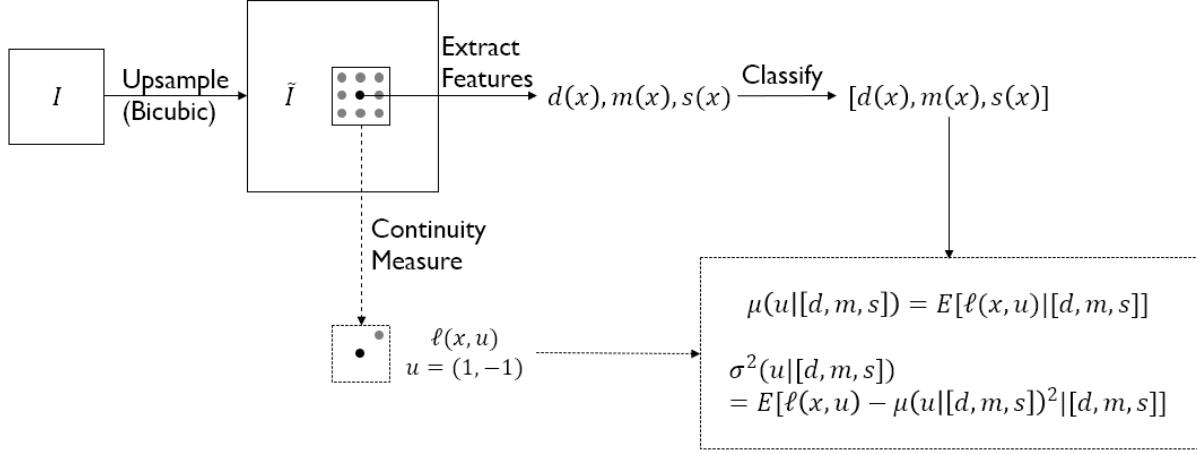 I
Upsample
(Bicubic)
Ĩ
Extract
Features
d(x), m(x), s(x)
Classify
[d(x), m(x), s(x)]
Continuity
Measure
ℓ(x, u)
u = (1, −1)
μ(u|[d, m, s]) = E[ℓ(x, u)|[d, m, s]]
σ²(u|[d, m, s])
= E[ℓ(x, u) − μ(u|[d, m, s])²|[d, m, s]]